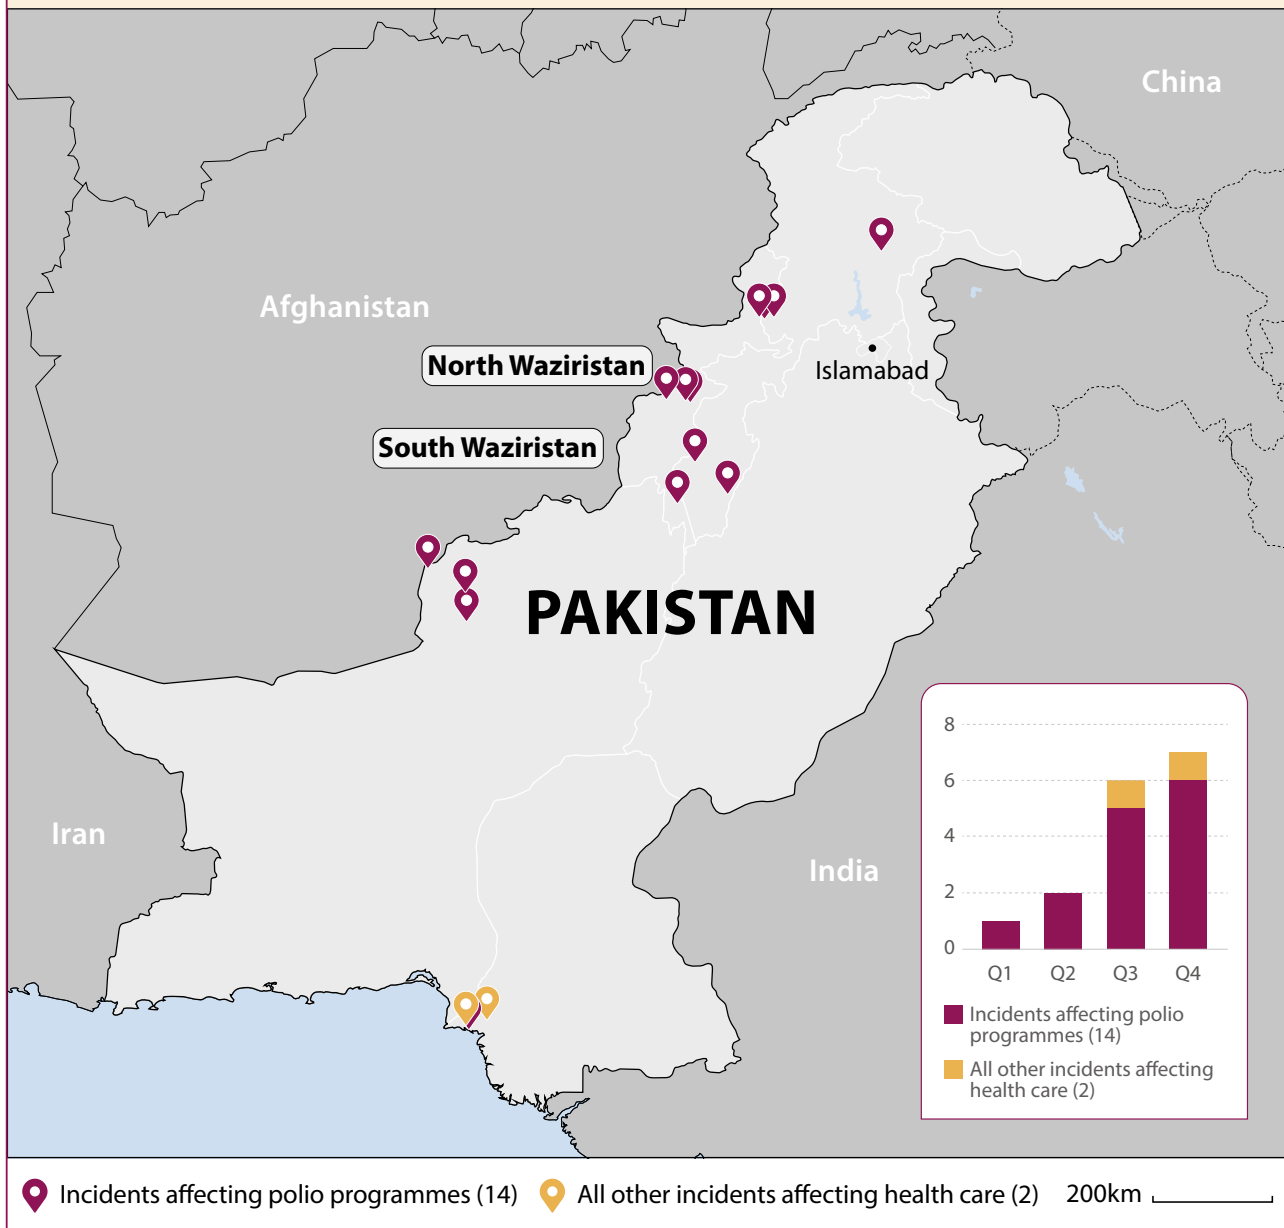 China
Afghanistan
North Waziristan
Islamabad
South Waziristan
PAKISTAN
Iran
India
8
6
4
2
0
Q1 Q2 Q3 Q4
Incidents affecting polio
programmes (14)
All other incidents affecting
health care (2)
Incidents affecting polio programmes (14) All other incidents affecting health care (2) 200km